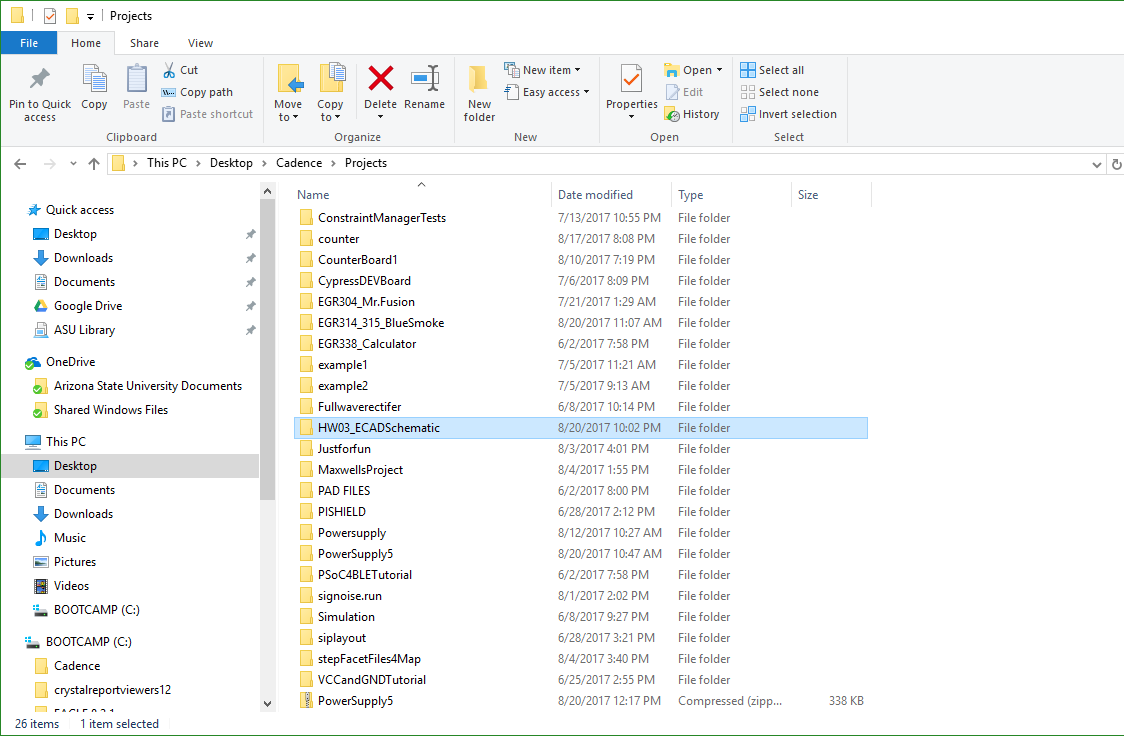 Projects
File Home Share View
Pin to Quick access
Copy
Paste
Cut
Copy path
Paste shortcut
Clipboard
Move to
Copy to
Delete
Rename
Organize
New folder
New item
Easy access
New
Properties
Open
Edit
History
Open
Select all
Select none
Invert selection
Select
This PC > Desktop > Cadence > Projects
Quick access
Desktop
Downloads
Documents
Google Drive
ASU Library
OneDrive
Arizona State University Documents
Shared Windows Files
This PC
Desktop
Documents
Downloads
Music
Pictures
Videos
BOOTCAMP (C:)
BOOTCAMP (C:)
Cadence
crystalreportviewers12
Name Date modified Type Size
ConstraintManagerTests 7/13/2017 10:55 PM File folder
counter 8/17/2017 8:08 PM File folder
CounterBoard1 8/10/2017 7:19 PM File folder
CypressDEVBoard 7/6/2017 8:09 PM File folder
EGR304_Mr.Fusion 7/21/2017 1:29 AM File folder
EGR314_315_BlueSmoke 8/20/2017 11:07 AM File folder
EGR338_Calculator 6/2/2017 7:58 PM File folder
example1 7/5/2017 11:21 AM File folder
example2 7/5/2017 9:13 AM File folder
Fullwaverectifer 6/8/2017 10:14 PM File folder
HW03_ECADSchematic 8/20/2017 10:02 PM File folder
Justforfun 8/3/2017 4:01 PM File folder
MaxwellsProject 8/4/2017 1:55 PM File folder
PAD FILES 6/2/2017 8:00 PM File folder
PISHIELD 6/28/2017 2:12 PM File folder
Powersupply 8/12/2017 10:27 AM File folder
PowerSupply5 8/20/2017 10:47 AM File folder
PSoC4BLETutorial 6/2/2017 7:58 PM File folder
signoise.run 8/1/2017 2:02 PM File folder
Simulation 6/8/2017 9:27 PM File folder
siplayout 6/28/2017 3:21 PM File folder
stepFacetFiles4Map 8/4/2017 3:40 PM File folder
VCCandGNDTutorial 6/25/2017 2:55 PM File folder
PowerSupply5 8/20/2017 12:17 PM Compressed (zipp... 338 KB
26 items 1 item selected